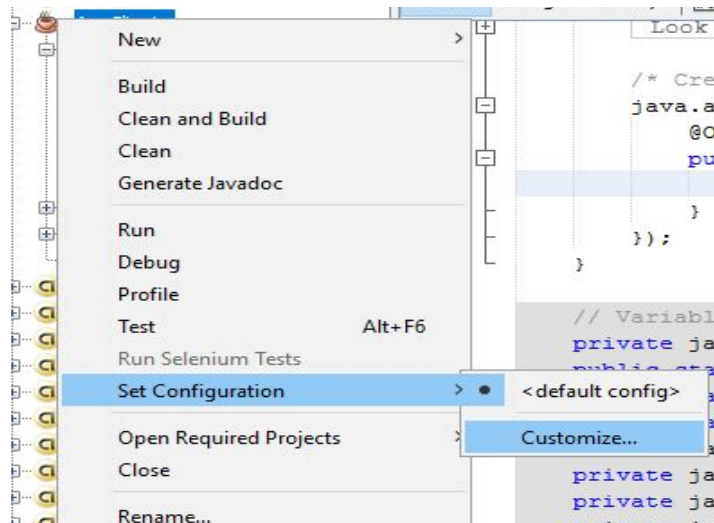 New
Build
Clean and Build
Clean
Generate Javadoc
Run
Debug
Profile
Test Alt+F6
Run Selenium Tests
Set Configuration
Open Required Projects
Close
Rename...
<default config>
Customize...
Look
/* Cre
java.a
@O
pu
}
});
}
// Variabl
private ja
public sta
private ja
private ja